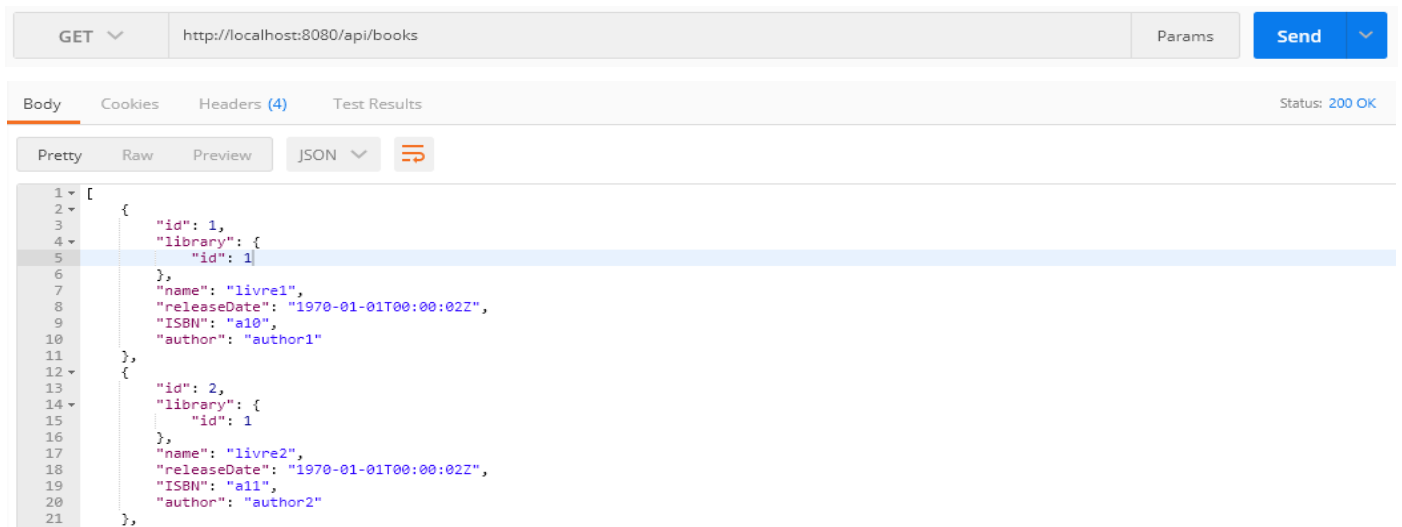 GET http://localhost:8080/api/books Params Send
Body Cookies Headers (4) Test Results Status: 200 OK
Pretty Raw Preview JSON
1 [
2 {
3 "id": 1,
4 "library": {
5 "id": 1
6 },
7 "name": "livre1",
8 "releaseDate": "1970-01-01T00:00:02Z",
9 "ISBN": "a10",
10 "author": "author1"
11 },
12 {
13 "id": 2,
14 "library": {
15 "id": 1
16 },
17 "name": "livre2",
18 "releaseDate": "1970-01-01T00:00:02Z",
19 "ISBN": "a11",
20 "author": "author2"
21 },